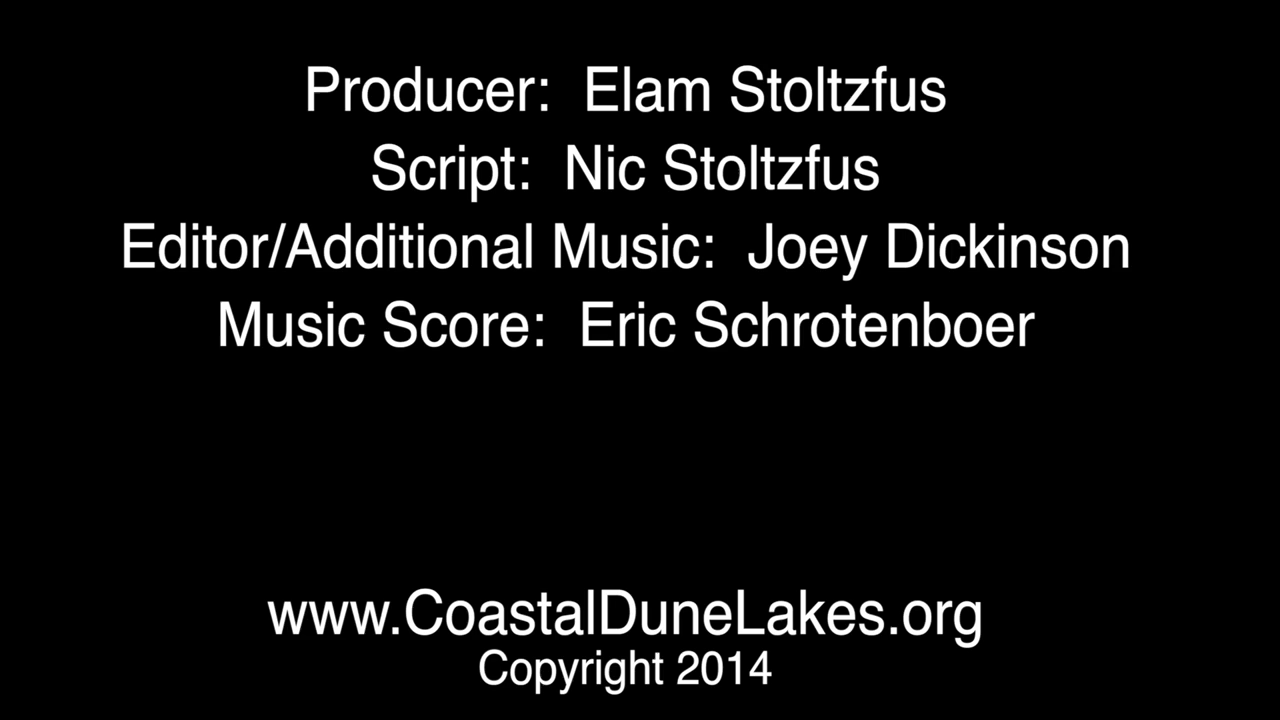 Producer:  Elam Stoltzfus
Script:  Nic Stoltzfus
Editor/Additional Music:  Joey Dickinson
Music Score:  Eric Schrotenboer
www.CoastalDuneLakes.org
Copyright 2014